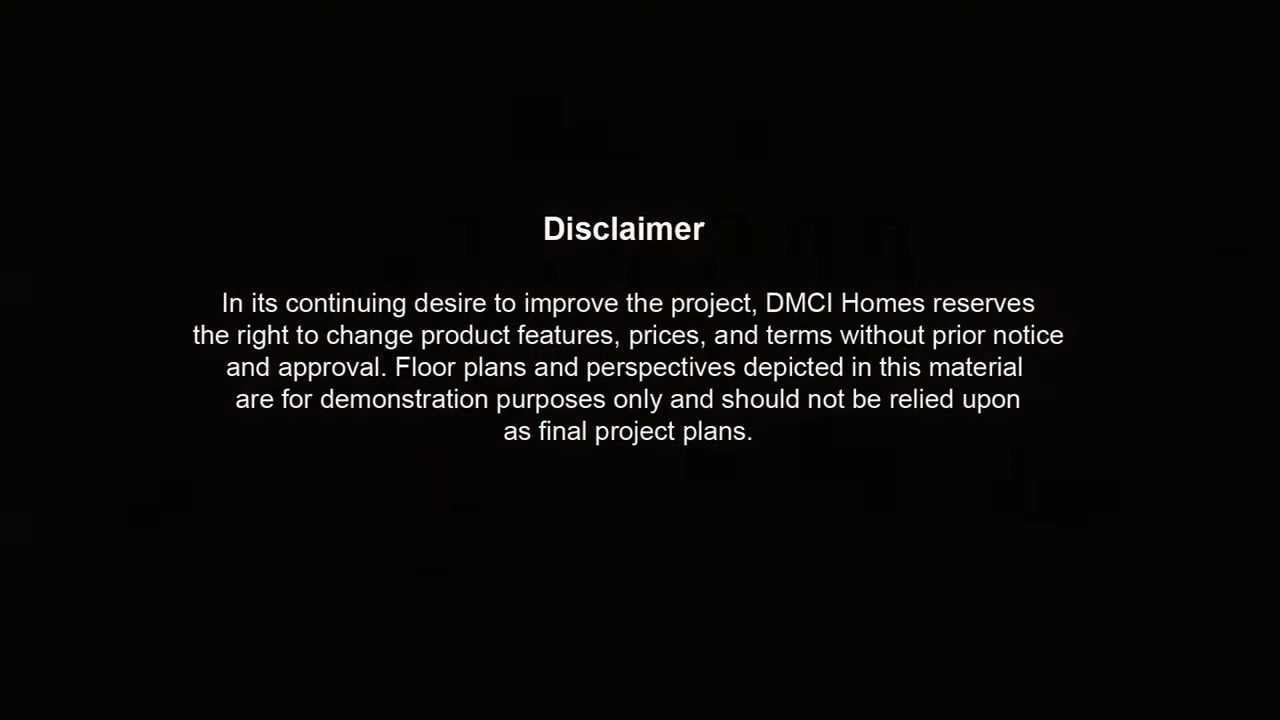 Disclaimer
In its continuing desire to improve the project, DMCI Homes reserves
the right to change product features, prices, and terms without prior notice
and approval. Floor plans and perspectives depicted in this material
are for demonstration purposes only and should not be relied upon
as final project plans.